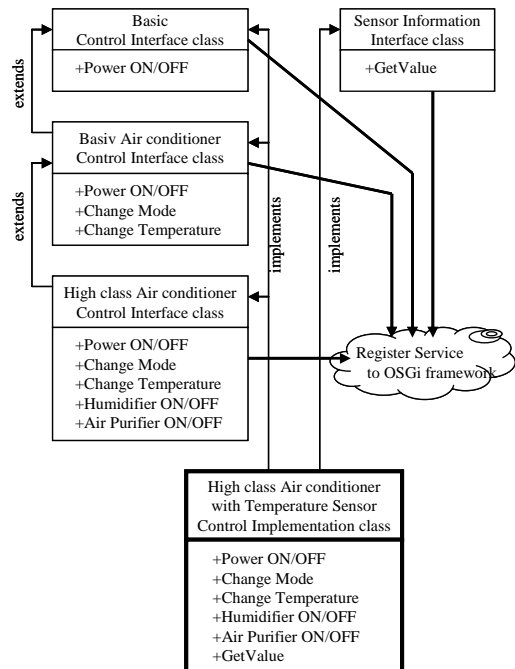 Basic
Control Interface class
+Power ON/OFF
Sensor Information
Interface class
+GetValue
extends
Basiv Air conditioner
Control Interface class
+Power ON/OFF
+Change Mode
+Change Temperature
extends
implements
implements
High class Air conditioner
Control Interface class
+Power ON/OFF
+Change Mode
+Change Temperature
+Humidifier ON/OFF
+Air Purifier ON/OFF
Register Service
to OSGi framework
High class Air conditioner
with Temperature Sensor
Control Implementation class
+Power ON/OFF
+Change Mode
+Change Temperature
+Humidifier ON/OFF
+Air Purifier ON/OFF
+GetValue